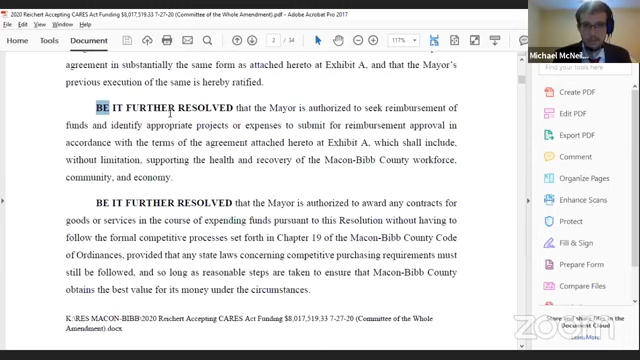 2020 Reichert Accepting CARES Act Funding $8,017,519.33 7-27-20 (Committee of the Whole Amendment).pdf - Adobe Acrobat Pro 2017
File Edit View Window Help
Home Tools Document
2 / 34
117%
Michael McNeil
agreement in substantially the same form as attached hereto at Exhibit A, and that the Mayor's
previous execution of the same is hereby ratified.
BE IT FURTHER RESOLVED that the Mayor is authorized to seek reimbursement of
funds and identify appropriate projects or expenses to submit for reimbursement approval in
accordance with the terms of the agreement attached hereto at Exhibit A, which shall include,
without limitation, supporting the health and recovery of the Macon-Bibb County workforce,
community, and economy.
BE IT FURTHER RESOLVED that the Mayor is authorized to award any contracts for
goods or services in the course of expending funds pursuant to this Resolution without having to
follow the formal competitive processes set forth in Chapter 19 of the Macon-Bibb County Code
of Ordinances, provided that any state laws concerning competitive purchasing requirements must
still be followed, and so long as reasonable steps are taken to ensure that Macon-Bibb County
obtains the best value for its money under the circumstances.
K:\RES MACON-BIBB\2020 Reichert Accepting CARES Act Funding $8,017,519.33 7-27-20 (Committee of the Whole
Amendment).docx
Create PDF
Edit PDF
Export PDF
Comment
Organize Pages
Enhance Scans
Protect
Fill & Sign
Prepare Form
Compare Files
Store and share files in the
Document Cloud
Learn More
zoom